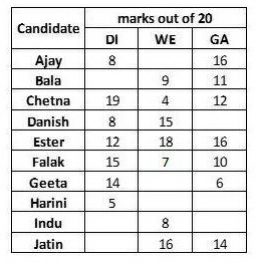 Candidate marks out of 20
DI WE GA
Ajay 8 16
Bala 9 11
Chetna 19 4 12
Danish 8 15
Ester 12 18 16
Falak 15 7 10
Geeta 14 6
Harini 5
Indu 8
Jatin 16 14